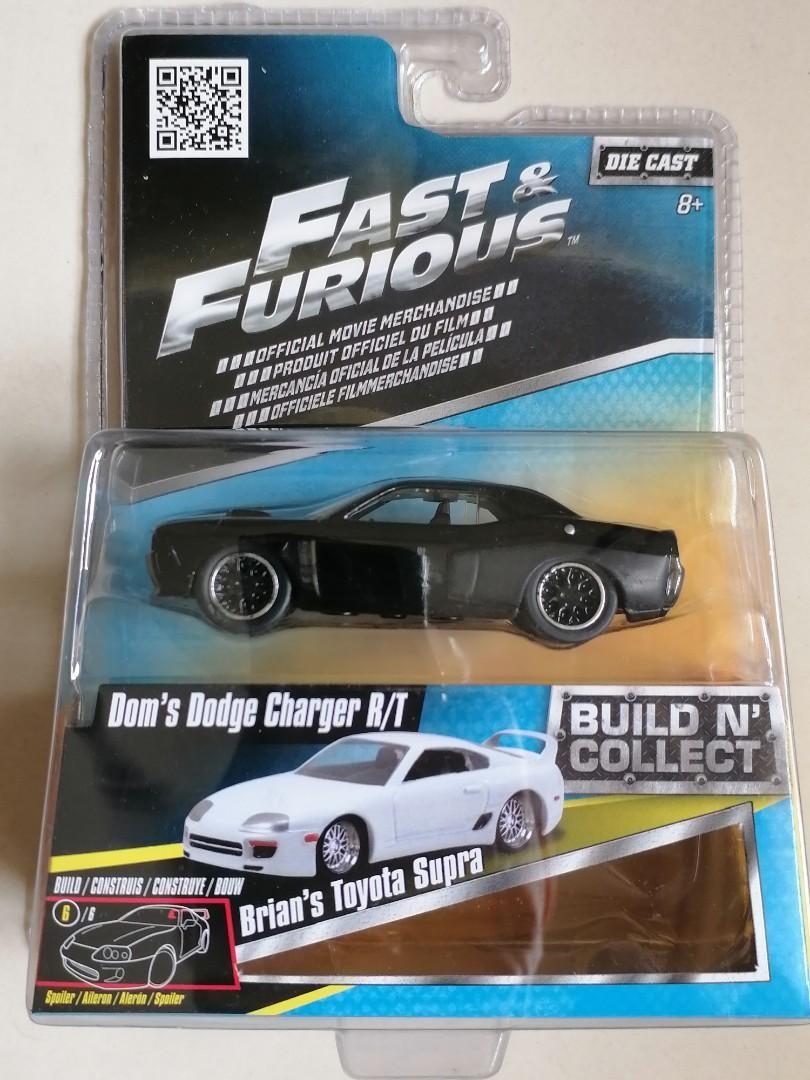 DIE CAST
8+
FAST &
FURIOUS™
OFFICIAL MOVIE MERCHANDISE
PRODUIT OFFICIEL DU FILM
MERCANCÍA OFICIAL DE LA PELÍCULA
OFFICIELE FILMMERCHANDISE
Dom's Dodge Charger R/T
BUILD N'
COLLECT
Brian's Toyota Supra
BUILD / CONSTRUIS / CONSTRUYE / BOUW
6 /6
Spoiler / Aileron / Alerón / Spoiler